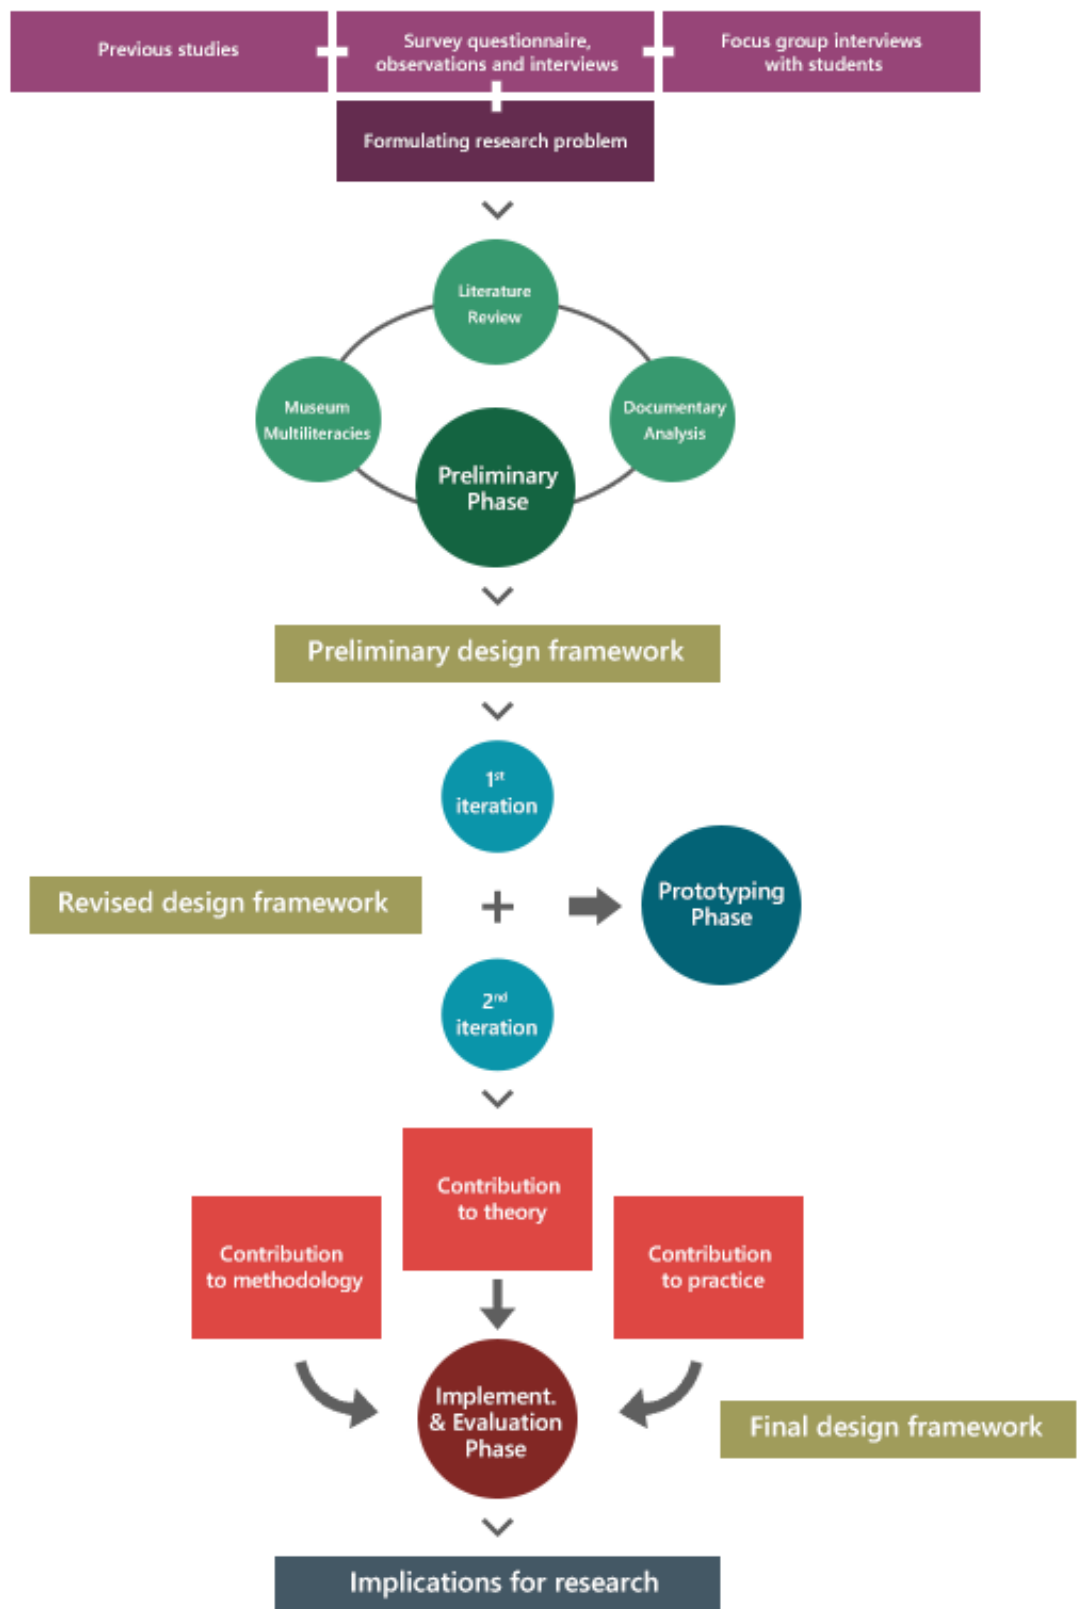 Previous studies
Survey questionnaire,
observations and interviews
Focus group interviews
with students
Formulating research problem
Literature
Review
Museum
Multiliteracies
Documentary
Analysis
Preliminary
Phase
Preliminary design framework
1st
iteration
Revised design framework
+
Prototyping
Phase
2nd
iteration
Contribution
to theory
Contribution
to methodology
Contribution
to practice
Implement.
& Evaluation
Phase
Final design framework
Implications for research